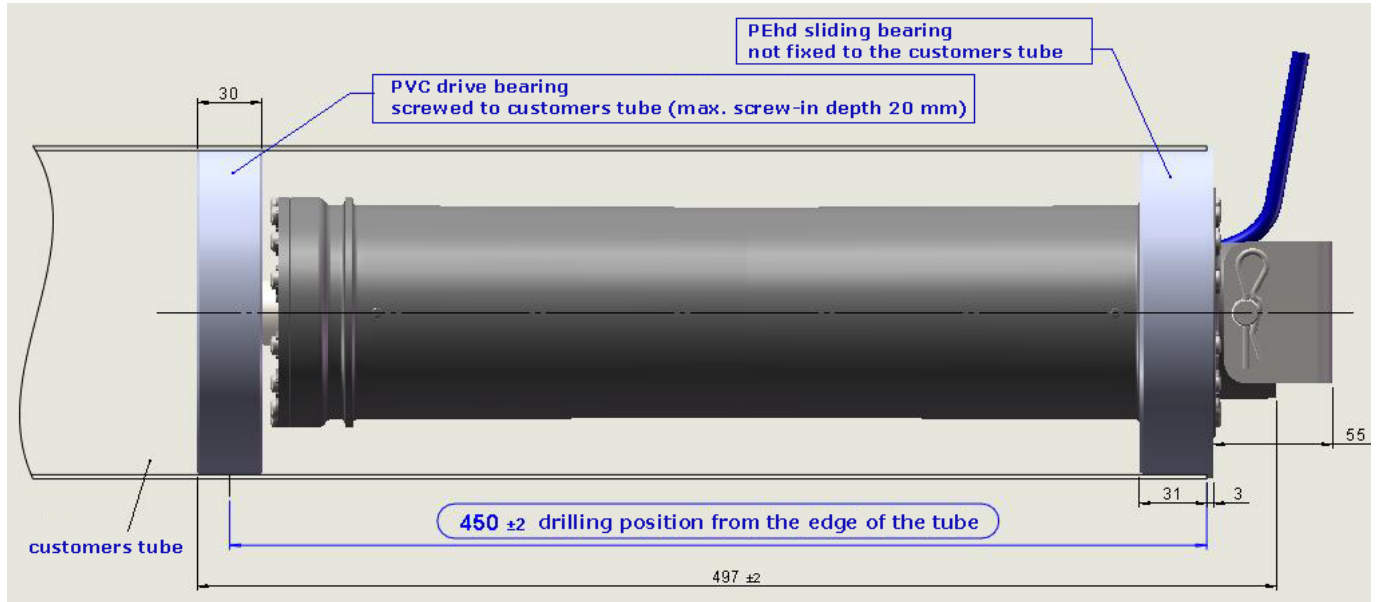 PEhd sliding bearing
not fixed to the customers tube
PVC drive bearing
screwed to customers tube (max. screw-in depth 20 mm)
30
55
31
3
450 ±2 drilling position from the edge of the tube
customers tube
497 ±2